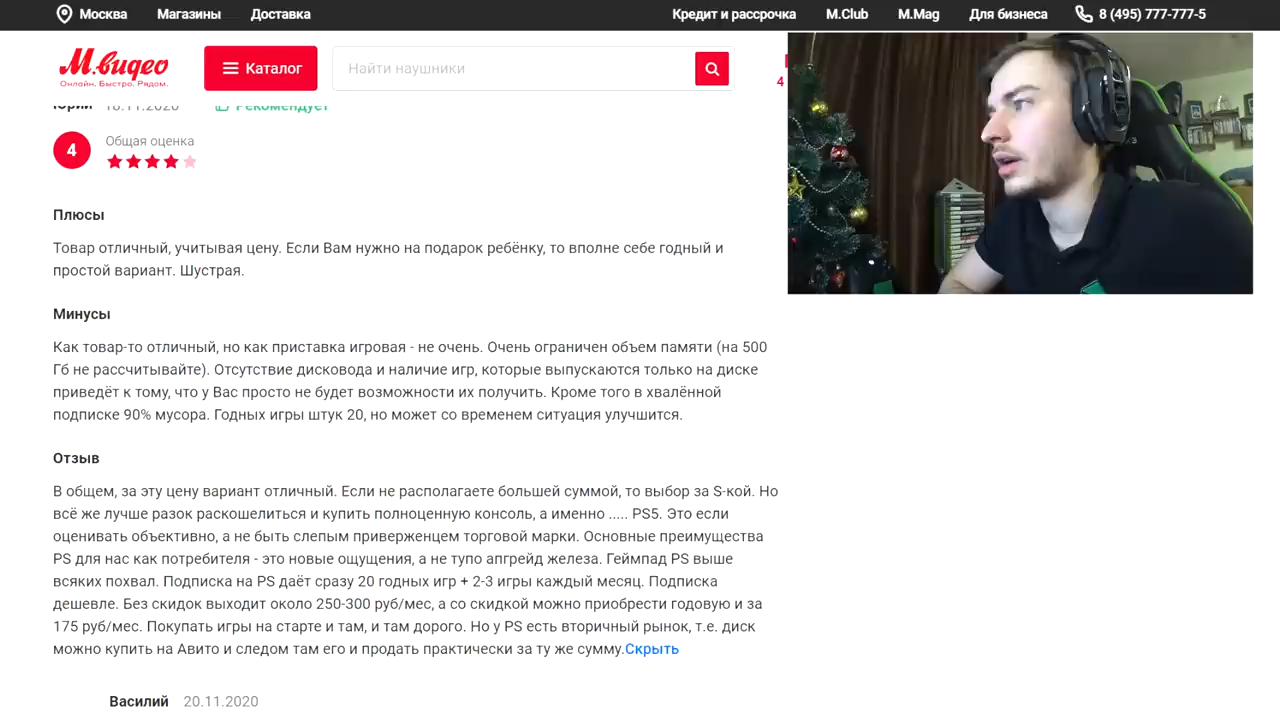 Москва Магазины Доставка Кредит и рассрочка M.Club M.Mag Для бизнеса 8 (495) 777-777-5
М.видео
Онлайн. Быстро. Рядом.
Каталог
Найти наушники
4
Юрий 18.11.2020 Рекомендует
4
Общая оценка
Плюсы
Товар отличный, учитывая цену. Если Вам нужно на подарок ребёнку, то вполне себе годный и
простой вариант. Шустрая.
Минусы
Как товар-то отличный, но как приставка игровая - не очень. Очень ограничен объем памяти (на 500
Гб не рассчитывайте). Отсутствие дисковода и наличие игр, которые выпускаются только на диске
приведёт к тому, что у Вас просто не будет возможности их получить. Кроме того в хвалённой
подписке 90% мусора. Годных игры штук 20, но может со временем ситуация улучшится.
Отзыв
В общем, за эту цену вариант отличный. Если не располагаете большей суммой, то выбор за S-кой. Но
всё же лучше разок раскошелиться и купить полноценную консоль, а именно ..... PS5. Это если
оценивать объективно, а не быть слепым приверженцем торговой марки. Основные преимущества
PS для нас как потребителя - это новые ощущения, а не тупо апгрейд железа. Геймпад PS выше
всяких похвал. Подписка на PS даёт сразу 20 годных игр + 2-3 игры каждый месяц. Подписка
дешевле. Без скидок выходит около 250-300 руб/мес, а со скидкой можно приобрести годовую и за
175 руб/мес. Покупать игры на старте и там, и там дорого. Но у PS есть вторичный рынок, т.е. диск
можно купить на Авито и следом там его и продать практически за ту же сумму.Скрыть
Василий 20.11.2020